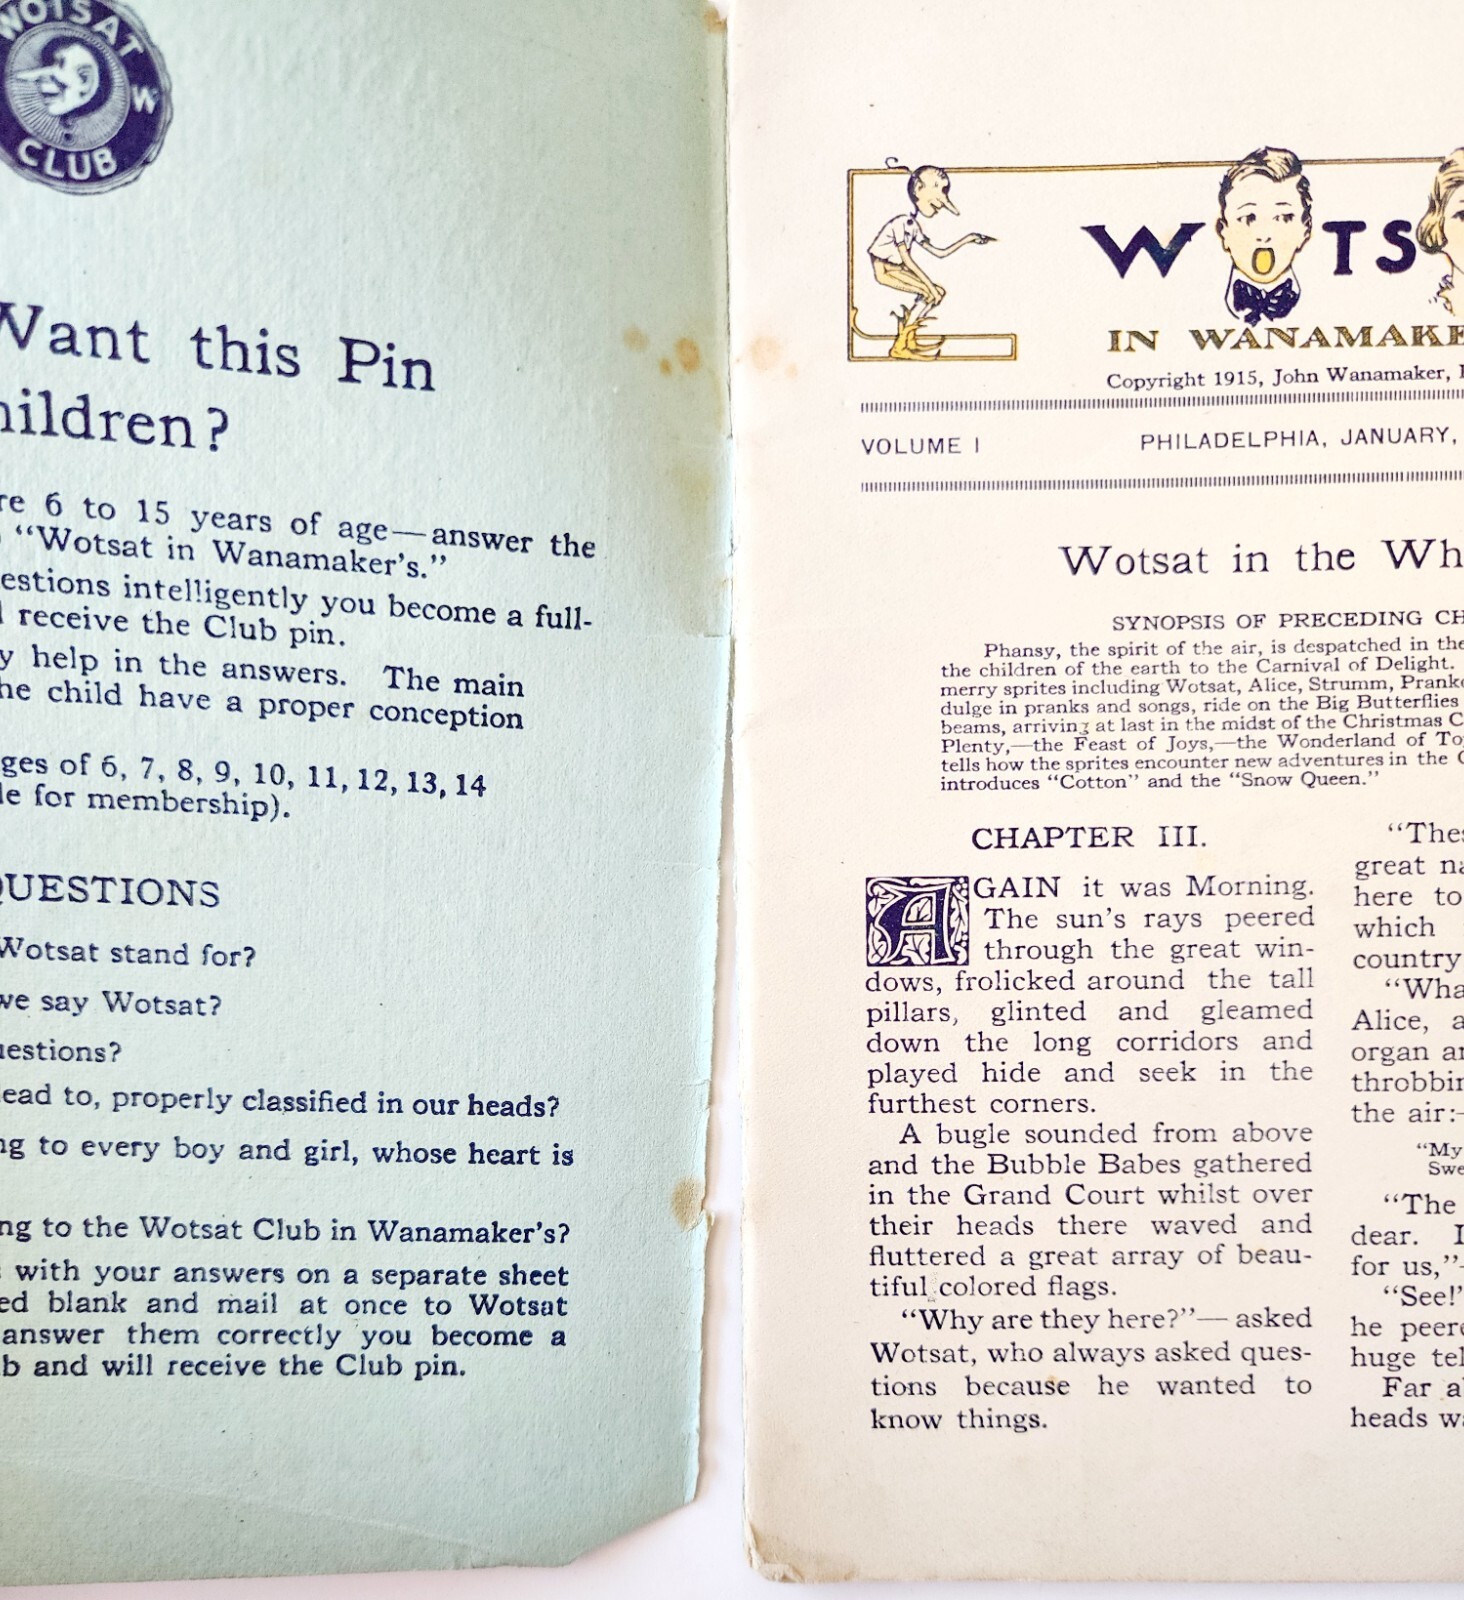 WOTSAT
W
CLUB
Want this Pin
hildren?
re 6 to 15 years of age—answer the
“Wotsat in Wanamaker's.”
estions intelligently you become a full-
l receive the Club pin.
y help in the answers. The main
he child have a proper conception
ges of 6, 7, 8, 9, 10, 11, 12, 13, 14
le for membership).
QUESTIONS
Wotsat stand for?
we say Wotsat?
uestions?
lead to, properly classified in our heads?
ng to every boy and girl, whose heart is
ng to the Wotsat Club in Wanamaker's?
s with your answers on a separate sheet
ed blank and mail at once to Wotsat
answer them correctly you become a
b and will receive the Club pin.
WOTS
IN WANAMAKE
Copyright 1915, John Wanamaker,
VOLUME I PHILADELPHIA, JANUARY,
Wotsat in the Wh
SYNOPSIS OF PRECEDING CH
Phansy, the spirit of the air, is despatched in the
the children of the earth to the Carnival of Delight.
merry sprites including Wotsat, Alice, Strumm, Pranke
dulge in pranks and songs, ride on the Big Butterflies
beams, arriving at last in the midst of the Christmas C
Plenty,—the Feast of Joys,—the Wonderland of To
tells how the sprites encounter new adventures in the
introduces “Cotton” and the “Snow Queen.”
CHAPTER III.
AGAIN it was Morning.
The sun's rays peered
through the great win-
dows, frolicked around the tall
pillars, glinted and gleamed
down the long corridors and
played hide and seek in the
furthest corners.
A bugle sounded from above
and the Bubble Babes gathered
in the Grand Court whilst over
their heads there waved and
fluttered a great array of beau-
tiful colored flags.
“Why are they here?”— asked
Wotsat, who always asked ques-
tions because he wanted to
know things.
“Thes
great na
here to
which
country
“Wha
Alice, a
organ an
throbbin
the air:—
“My
Swe
“The
dear. I
for us,”—
“See!”
he peere
huge tel
Far a
heads wa